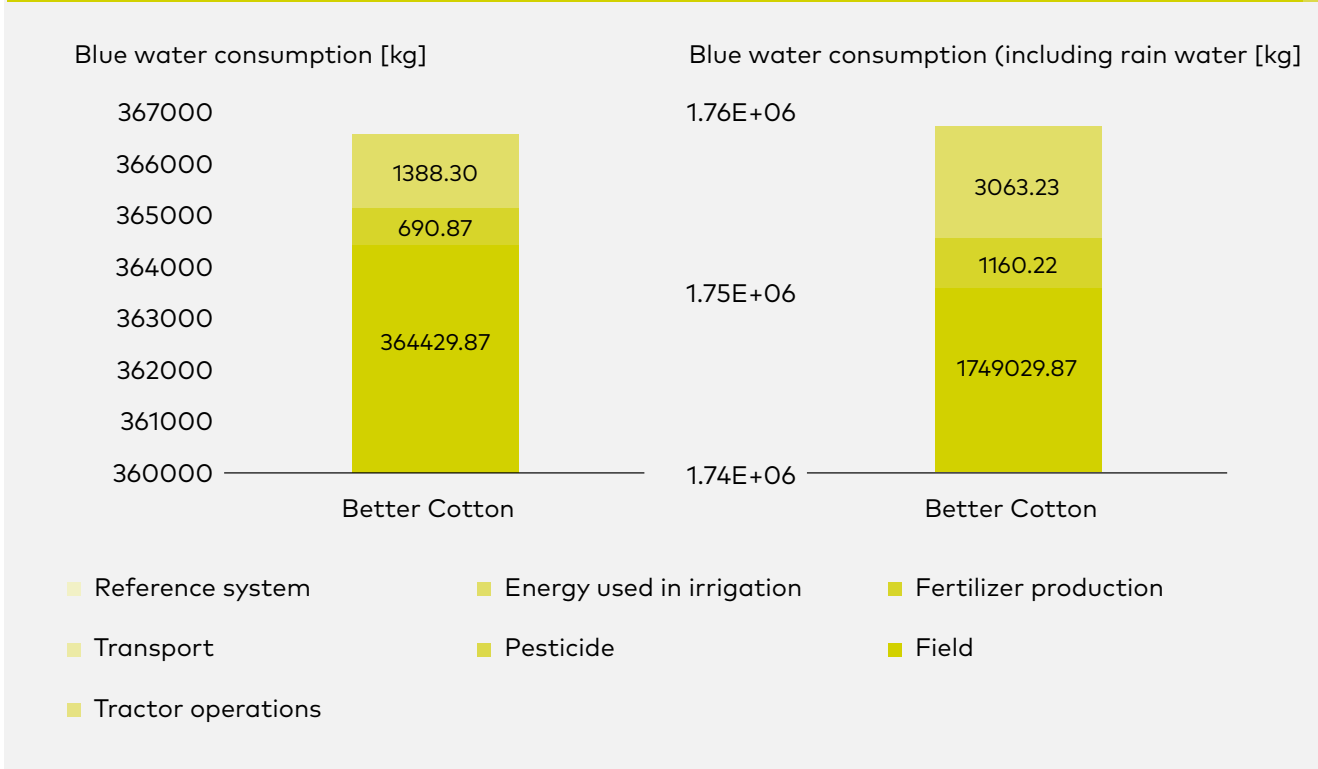 Blue water consumption [kg]
367000
366000
365000
364000
363000
362000
361000
360000
1388.30
690.87
364429.87
Better Cotton
Blue water consumption (including rain water [kg]
1.76E+06
1.75E+06
1.74E+06
3063.23
1160.22
1749029.87
Better Cotton
Reference system
Energy used in irrigation
Fertilizer production
Transport
Pesticide
Field
Tractor operations